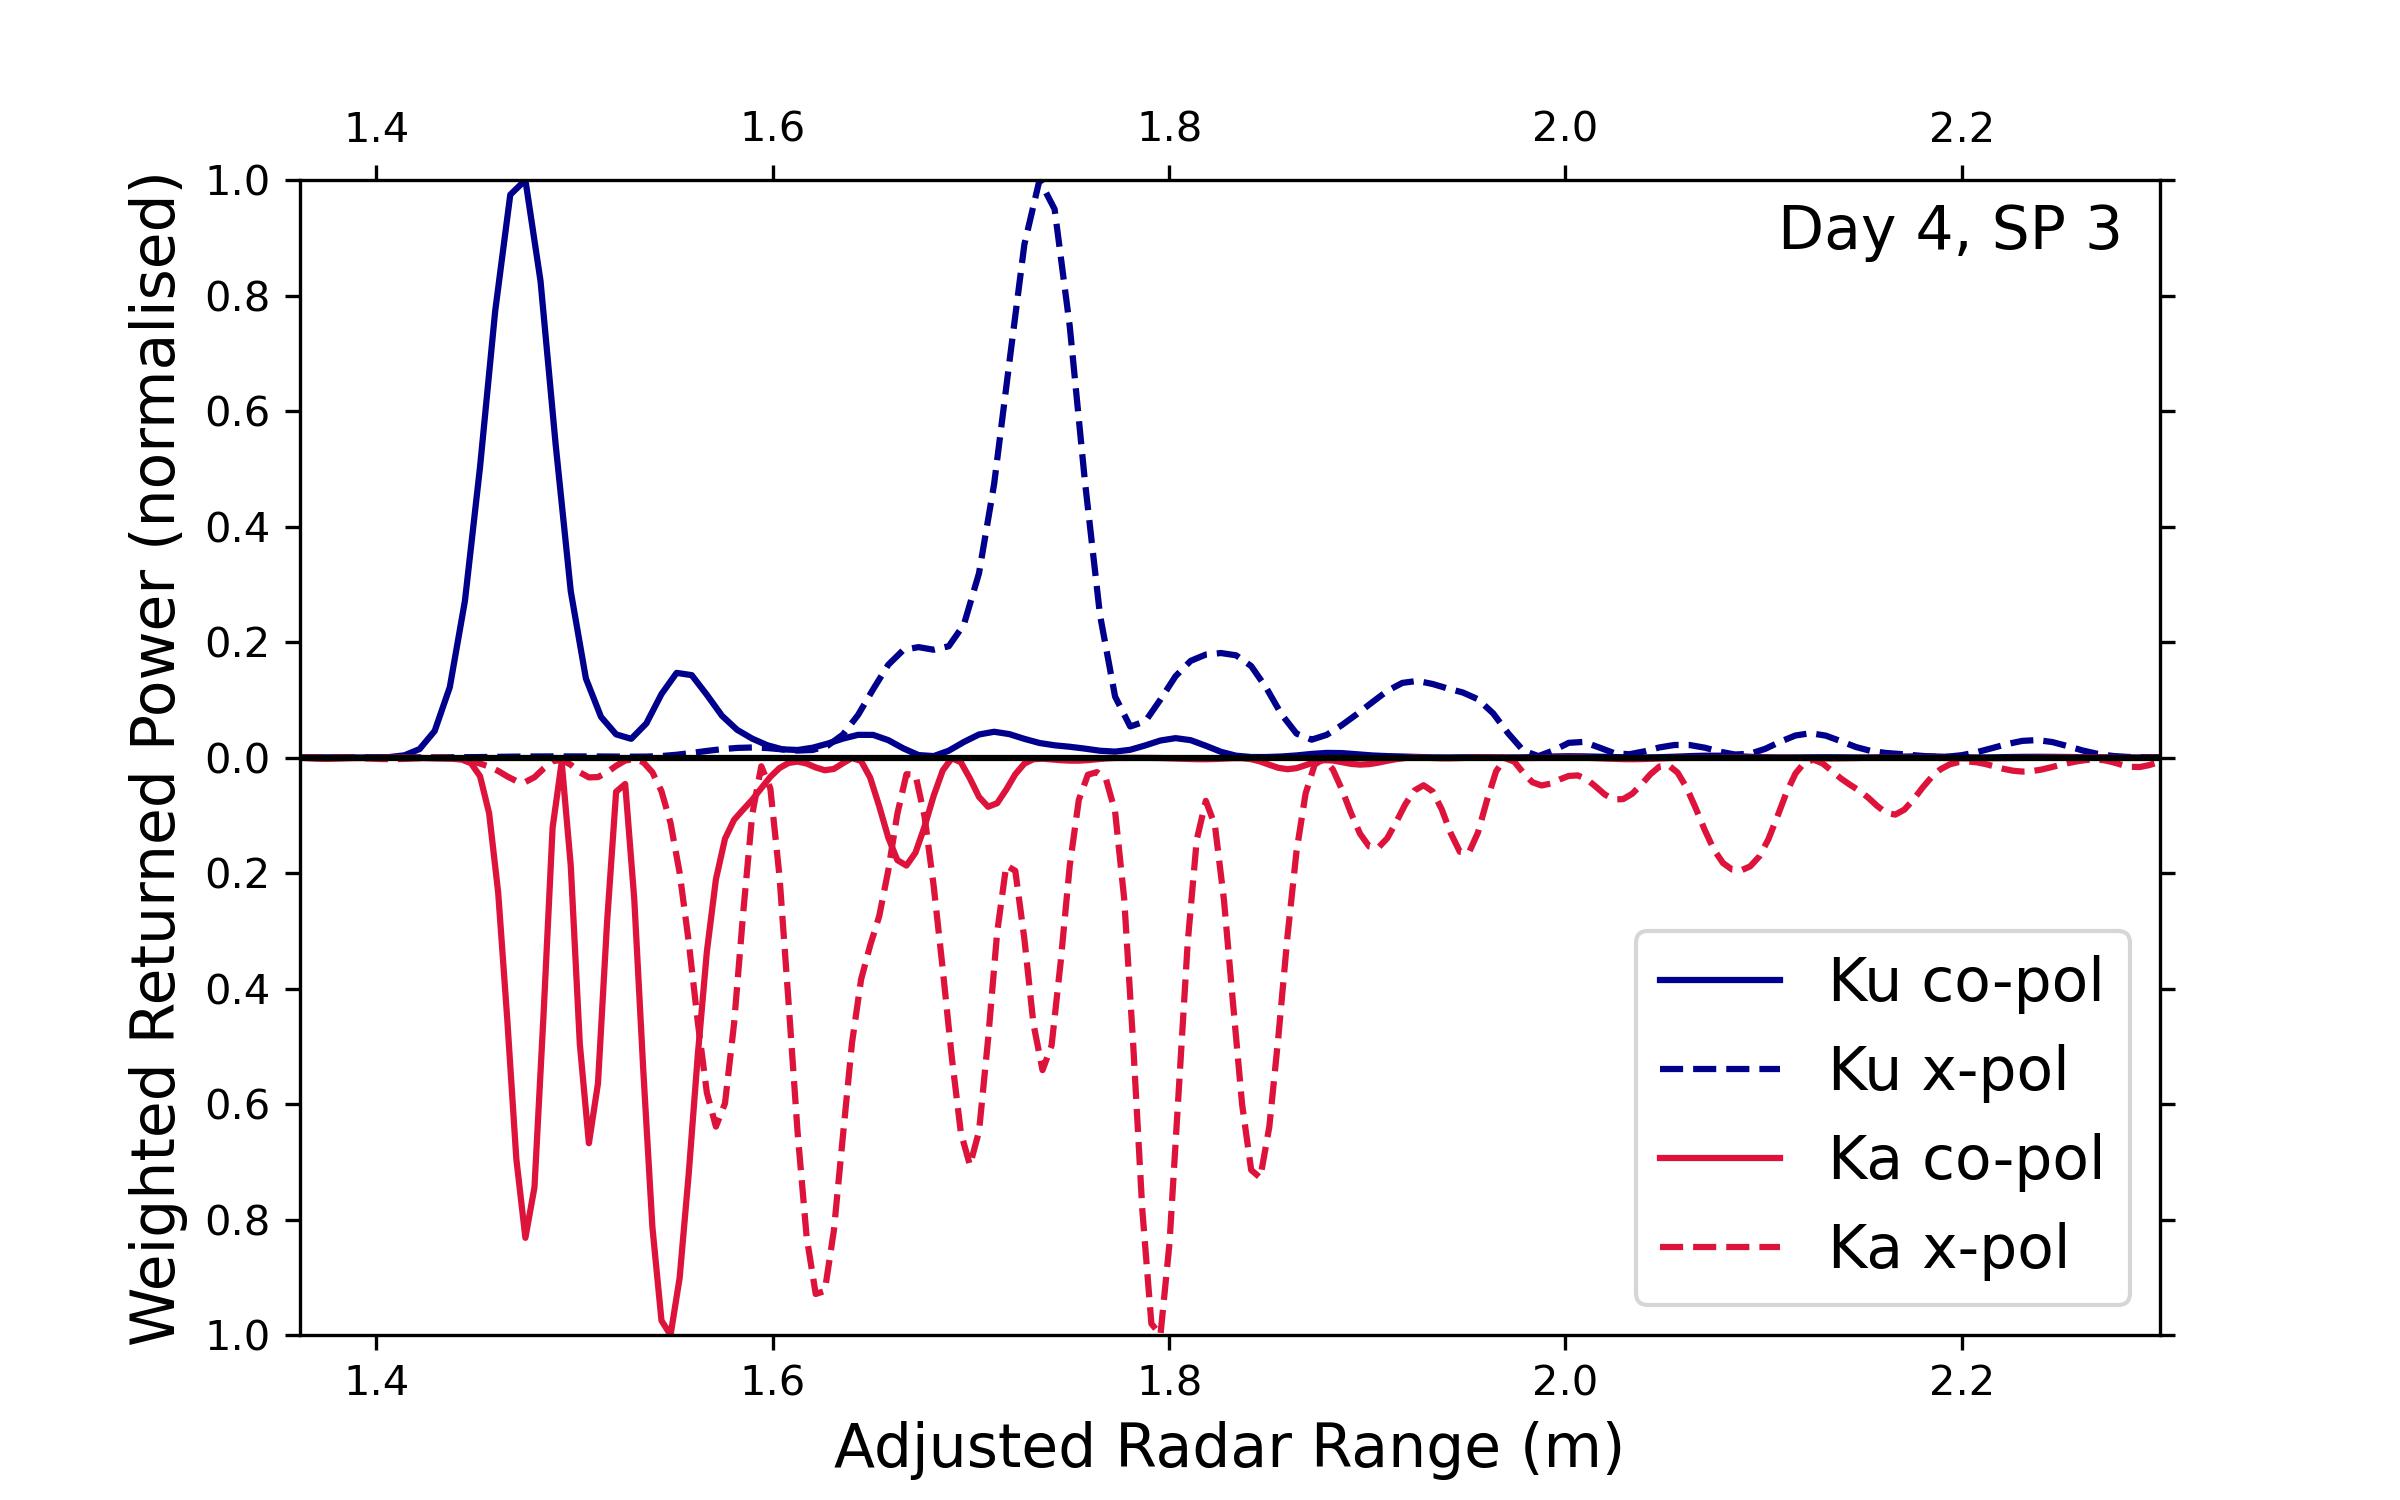 1.4 1.6 1.8 2.0 2.2
Weighted Returned Power (normalised)
1.0
0.8
0.6
0.4
0.2
0.0
0.2
0.4
0.6
0.8
1.0
Day 4, SP 3
Ku co-pol
Ku x-pol
Ka co-pol
Ka x-pol
1.4 1.6 1.8 2.0 2.2
Adjusted Radar Range (m)